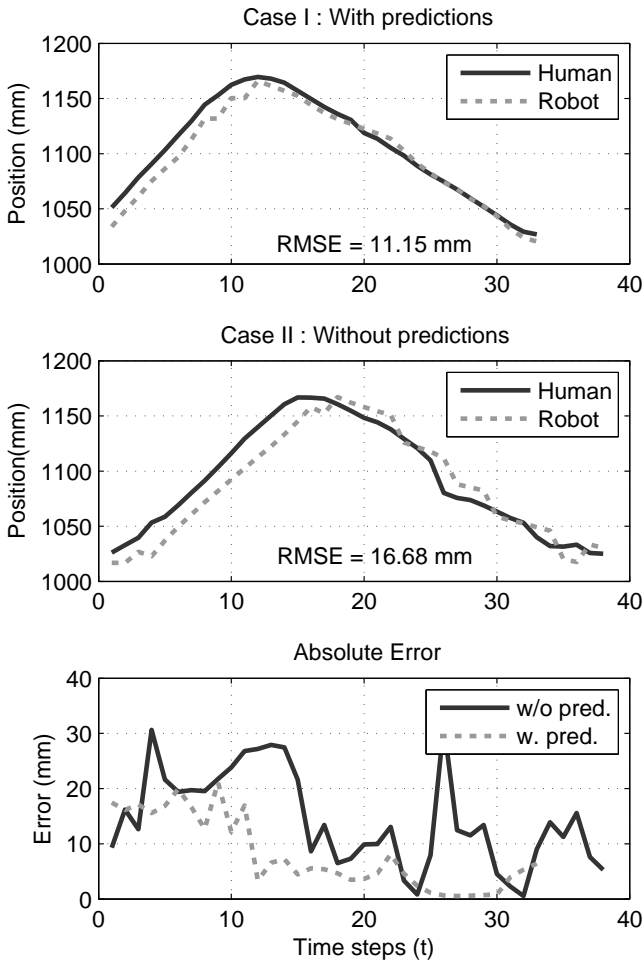 Case I : With predictions
1200
1150
1100
1050
1000
Position (mm)
Human
Robot
RMSE = 11.15 mm
0 10 20 30 40
Case II : Without predictions
1200
1150
1100
1050
1000
Position(mm)
Human
Robot
RMSE = 16.68 mm
0 10 20 30 40
Absolute Error
40
30
20
10
0
Error (mm)
w/o pred.
w. pred.
0 10 20 30 40
Time steps (t)